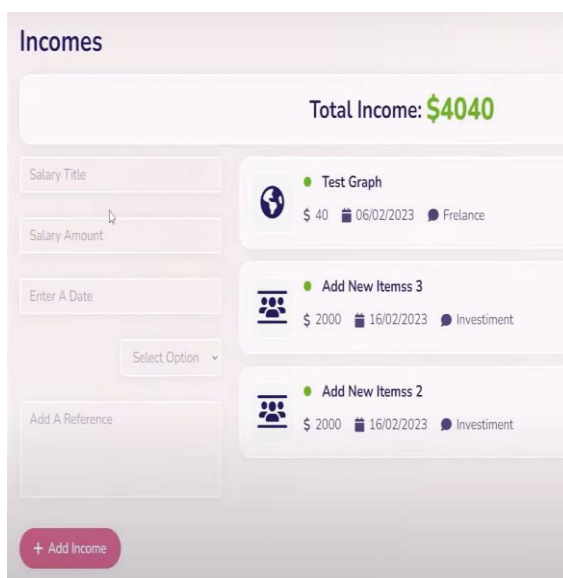 Incomes
Total Income: $4040
Salary Title
Salary Amount
Enter A Date
Select Option
Add A Reference
+ Add Income
Test Graph
$ 40 06/02/2023 Frelance
Add New Itemss 3
$ 2000 16/02/2023 Investiment
Add New Itemss 2
$ 2000 16/02/2023 Investiment